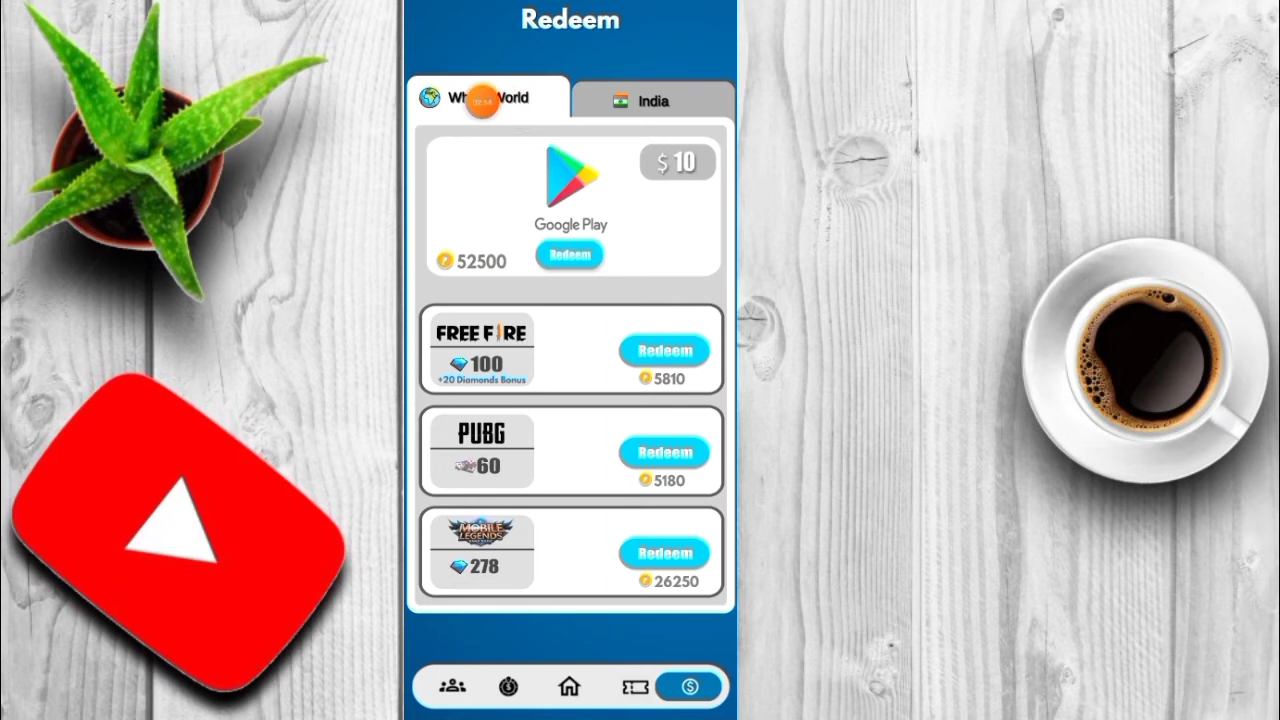 Redeem
World
India
$ 10
Google Play
Redeem
52500
FREE FIRE
100
+20 Diamonds Bonus
Redeem
5810
PUBG
60
Redeem
5180
MOBILE
LEGENDS
278
Redeem
26250